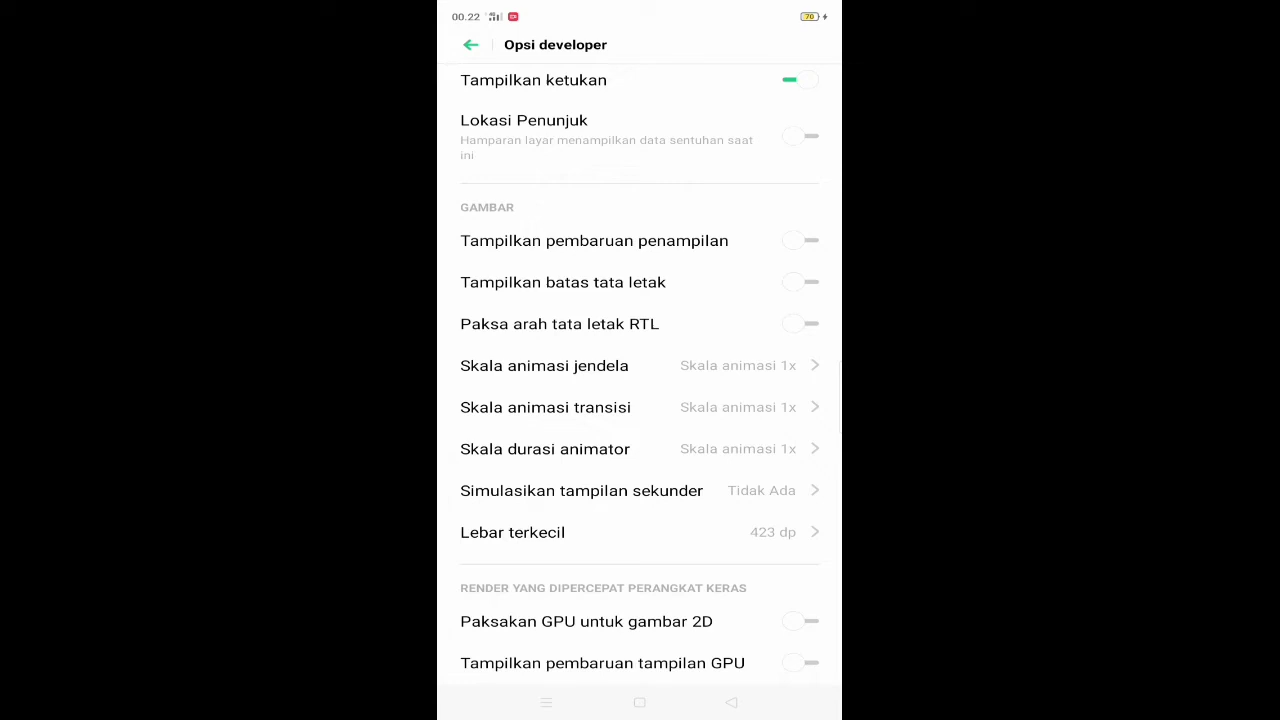 00.22
70
Opsi developer
Tampilkan ketukan
Lokasi Penunjuk
Hamparan layar menampilkan data sentuhan saat
ini
GAMBAR
Tampilkan pembaruan penampilan
Tampilkan batas tata letak
Paksa arah tata letak RTL
Skala animasi jendela Skala animasi 1x
Skala animasi transisi Skala animasi 1x
Skala durasi animator Skala animasi 1x
Simulasikan tampilan sekunder Tidak Ada
Lebar terkecil 423 dp
RENDER YANG DIPERCEPAT PERANGKAT KERAS
Paksakan GPU untuk gambar 2D
Tampilkan pembaruan tampilan GPU